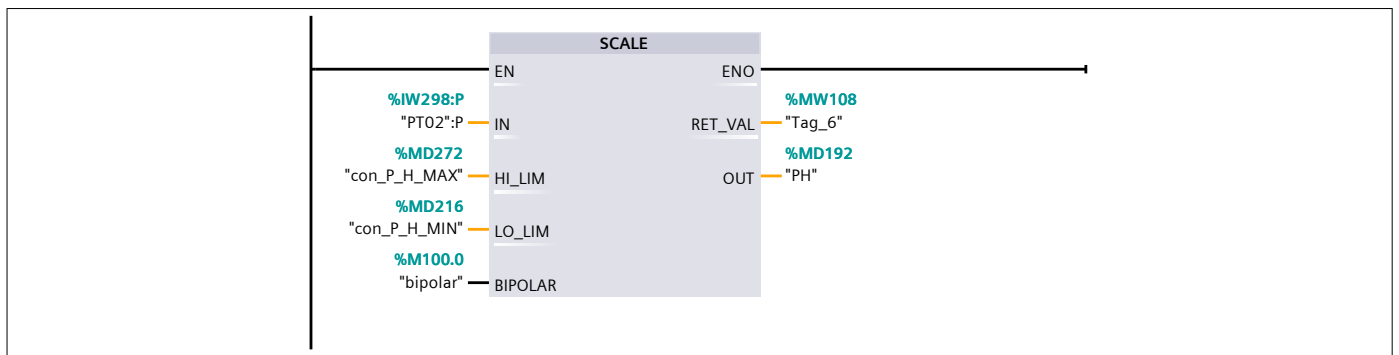 SCALE
EN ENO
%IW298:P %MW108
"PT02":P IN RET_VAL "Tag_6"
%MD272 %MD192
"con_P_H_MAX" HI_LIM OUT "PH"
%MD216
"con_P_H_MIN" LO_LIM
%M100.0
"bipolar" BIPOLAR